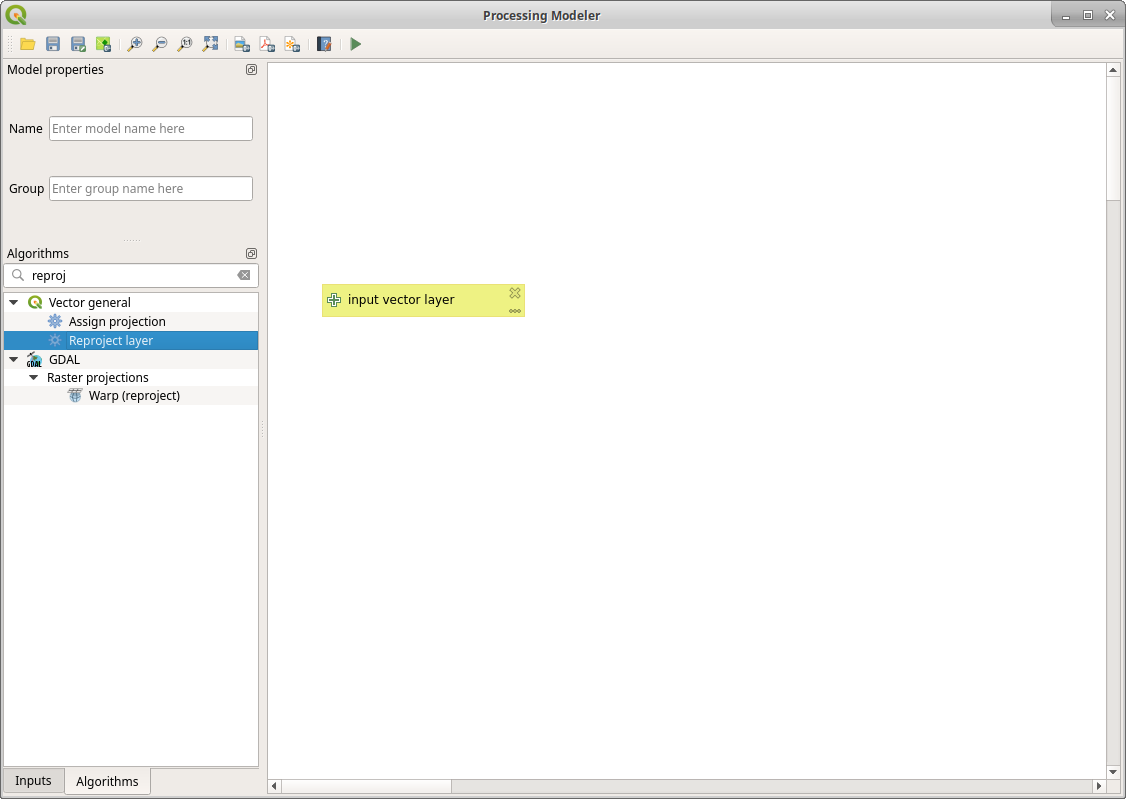 Processing Modeler
Model properties
Name Enter model name here
Group Enter group name here
Algorithms
reproj
Vector general
Assign projection
Reproject layer
GDAL
Raster projections
Warp (reproject)
Inputs Algorithms
input vector layer